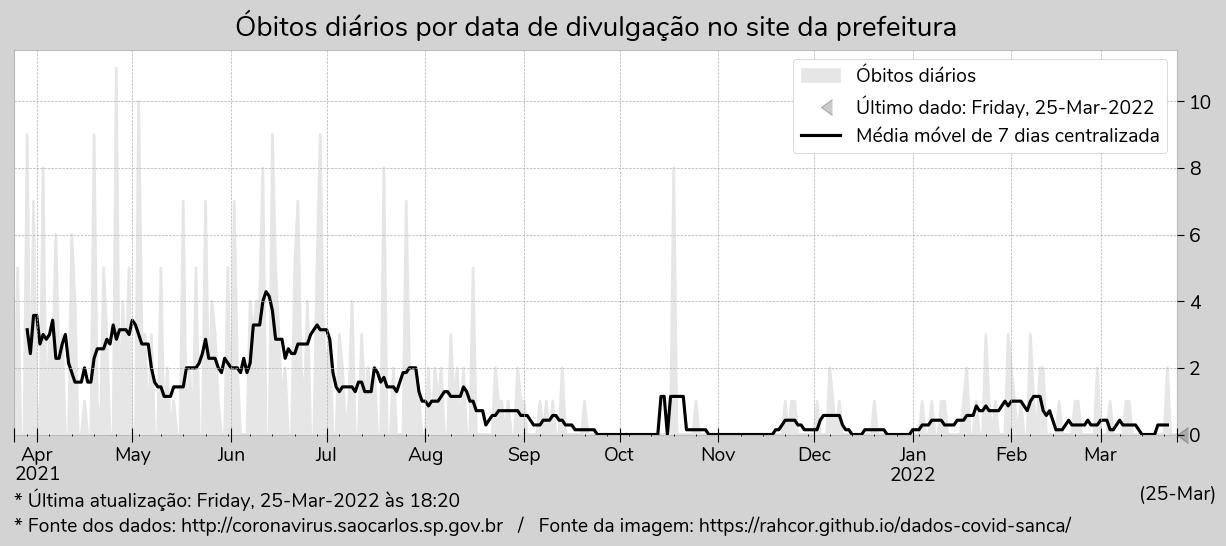 Óbitos diários por data de divulgação no site da prefeitura
Óbitos diários
Último dado: Friday, 25-Mar-2022
Média móvel de 7 dias centralizada
10
8
6
4
2
0
Apr May Jun Jul Aug Sep Oct Nov Dec Jan Feb Mar
2021 2022
(25-Mar)
* Última atualização: Friday, 25-Mar-2022 às 18:20
* Fonte dos dados: http://coronavirus.saocarlos.sp.gov.br / Fonte da imagem: https://rahcor.github.io/dados-covid-sanca/